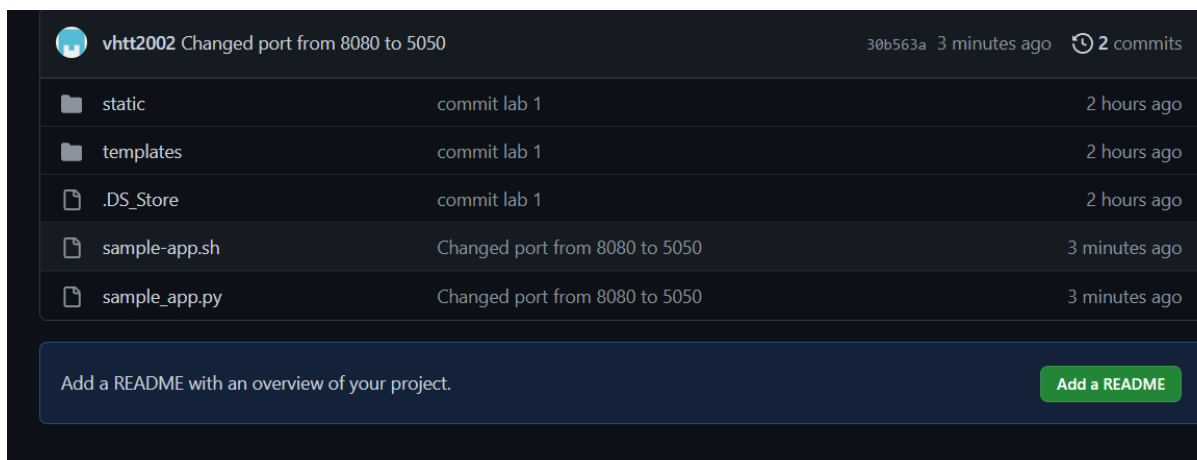 vhtt2002 Changed port from 8080 to 5050 30b563a 3 minutes ago 2 commits
static commit lab 1 2 hours ago
templates commit lab 1 2 hours ago
.DS_Store commit lab 1 2 hours ago
sample-app.sh Changed port from 8080 to 5050 3 minutes ago
sample_app.py Changed port from 8080 to 5050 3 minutes ago
Add a README with an overview of your project. Add a README